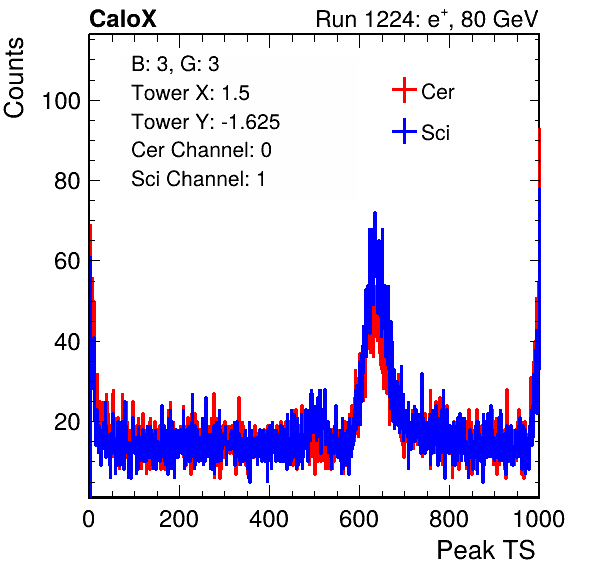 CaloX Run 1224: e⁺, 80 GeV
Counts
B: 3, G: 3
Tower X: 1.5
Tower Y: -1.625
Cer Channel: 0
Sci Channel: 1
Cer
Sci
100
80
60
40
20
0 200 400 600 800 1000
Peak TS